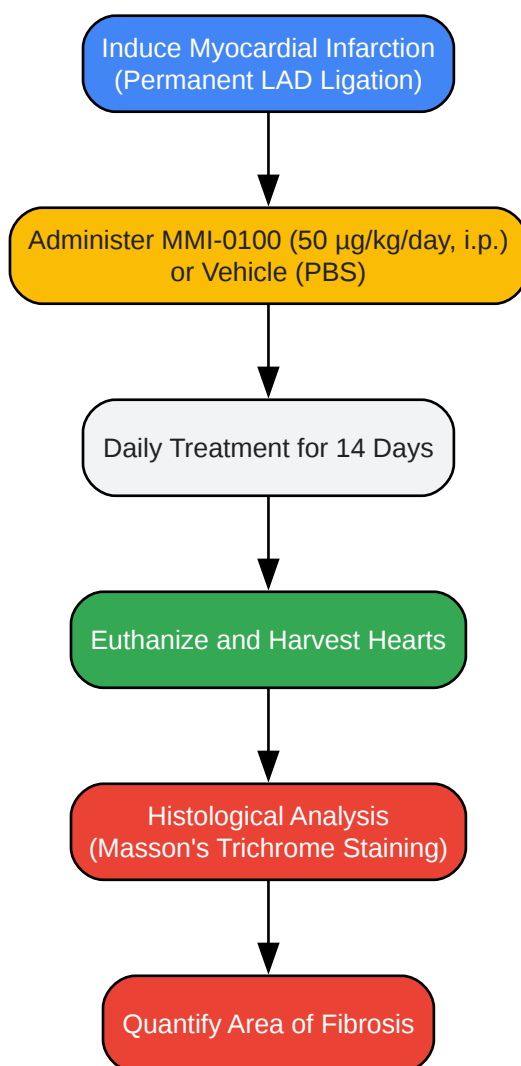 Induce Myocardial Infarction
(Permanent LAD Ligation)
Administer MMI-0100 (50 µg/kg/day, i.p.)
or Vehicle (PBS)
Daily Treatment for 14 Days
Euthanize and Harvest Hearts
Histological Analysis
(Masson's Trichrome Staining)
Quantify Area of Fibrosis